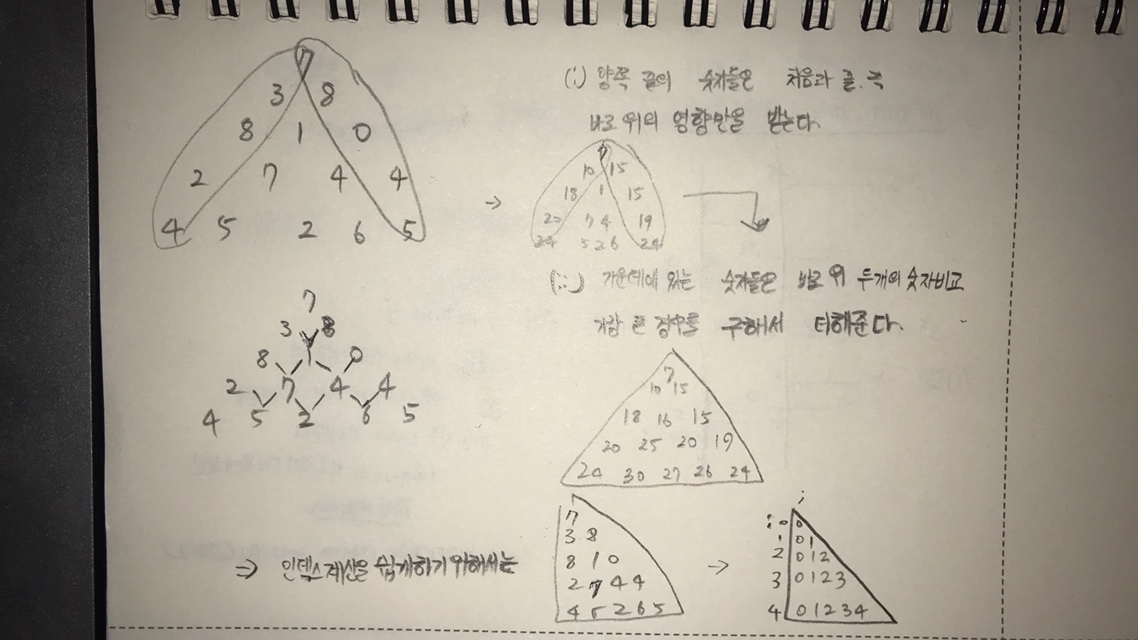 7
3 8
8 1 0
2 7 4 4
4 5 2 6 5
(i) 양쪽 끝의 숫자들은 처음과 끝. 즉
바로 위의 영향만을 받는다.
→
7
10 15
18 1 15
20 7 4 19
24 5 2 6 24
(ii) 가운데에 있는 숫자들은 바로 위 두개의 숫자비교
가장 큰 경우를 구해서 더해준다.
7
3 8
8 1 0
2 7 4 4
4 5 2 6 5
7
10 15
18 16 15
20 25 20 19
24 30 27 26 24
⇒ 인덱스계산을 쉽게하기 위해서는
7
3 8
8 1 0
2 7 4 4
4 5 2 6 5
→
j
i 0 0
1 0 1
2 0 1 2
3 0 1 2 3
4 0 1 2 3 4